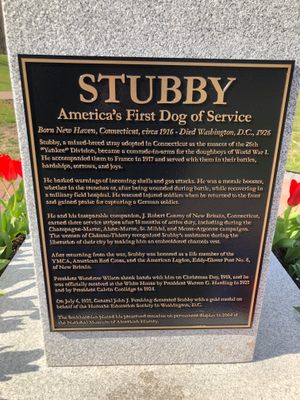 STUBBY
America's First Dog of Service
Born New Haven, Connecticut, circa 1916 - Died Washington, D.C., 1926
Stubby, a mixed-breed stray adopted in Connecticut as the mascot of the 26th
"Yankee" Division, became a comrade-in-arms for the doughboys of World War I.
He accompanied them to France in 1917 and served with them in their battles,
hardships, sorrows, and joys.
He barked warnings of incoming shells and gas attacks. He was a morale booster,
whether in the trenches or, after being wounded during battle, while recovering in
a military field hospital. He rescued injured soldiers when he returned to the front
and gained praise for capturing a German soldier.
He and his inseparable companion, J. Robert Conroy of New Britain, Connecticut,
earned three service stripes after 18 months of active duty, including during the
Champagne-Marne, Aisne-Marne, St. Mihiel, and Meuse-Argonne campaigns.
The women of Château-Thierry recognized Stubby's assistance during the
liberation of their city by making him an embroidered chamois vest.
After returning from the war, Stubby was honored as a life member of the
YMCA, American Red Cross, and the American Legion, Eddy-Glover Post No. 6,
of New Britain.
President Woodrow Wilson shook hands with him on Christmas Day, 1918, and he
was officially received at the White House by President Warren G. Harding in 1921
and by President Calvin Coolidge in 1924.
On July 6, 1921, General John J. Pershing decorated Stubby with a gold medal on
behalf of the Humane Education Society in Washington, D.C.
The Smithsonian placed his preserved remains on permanent display in 2004 at
the National Museum of American History.